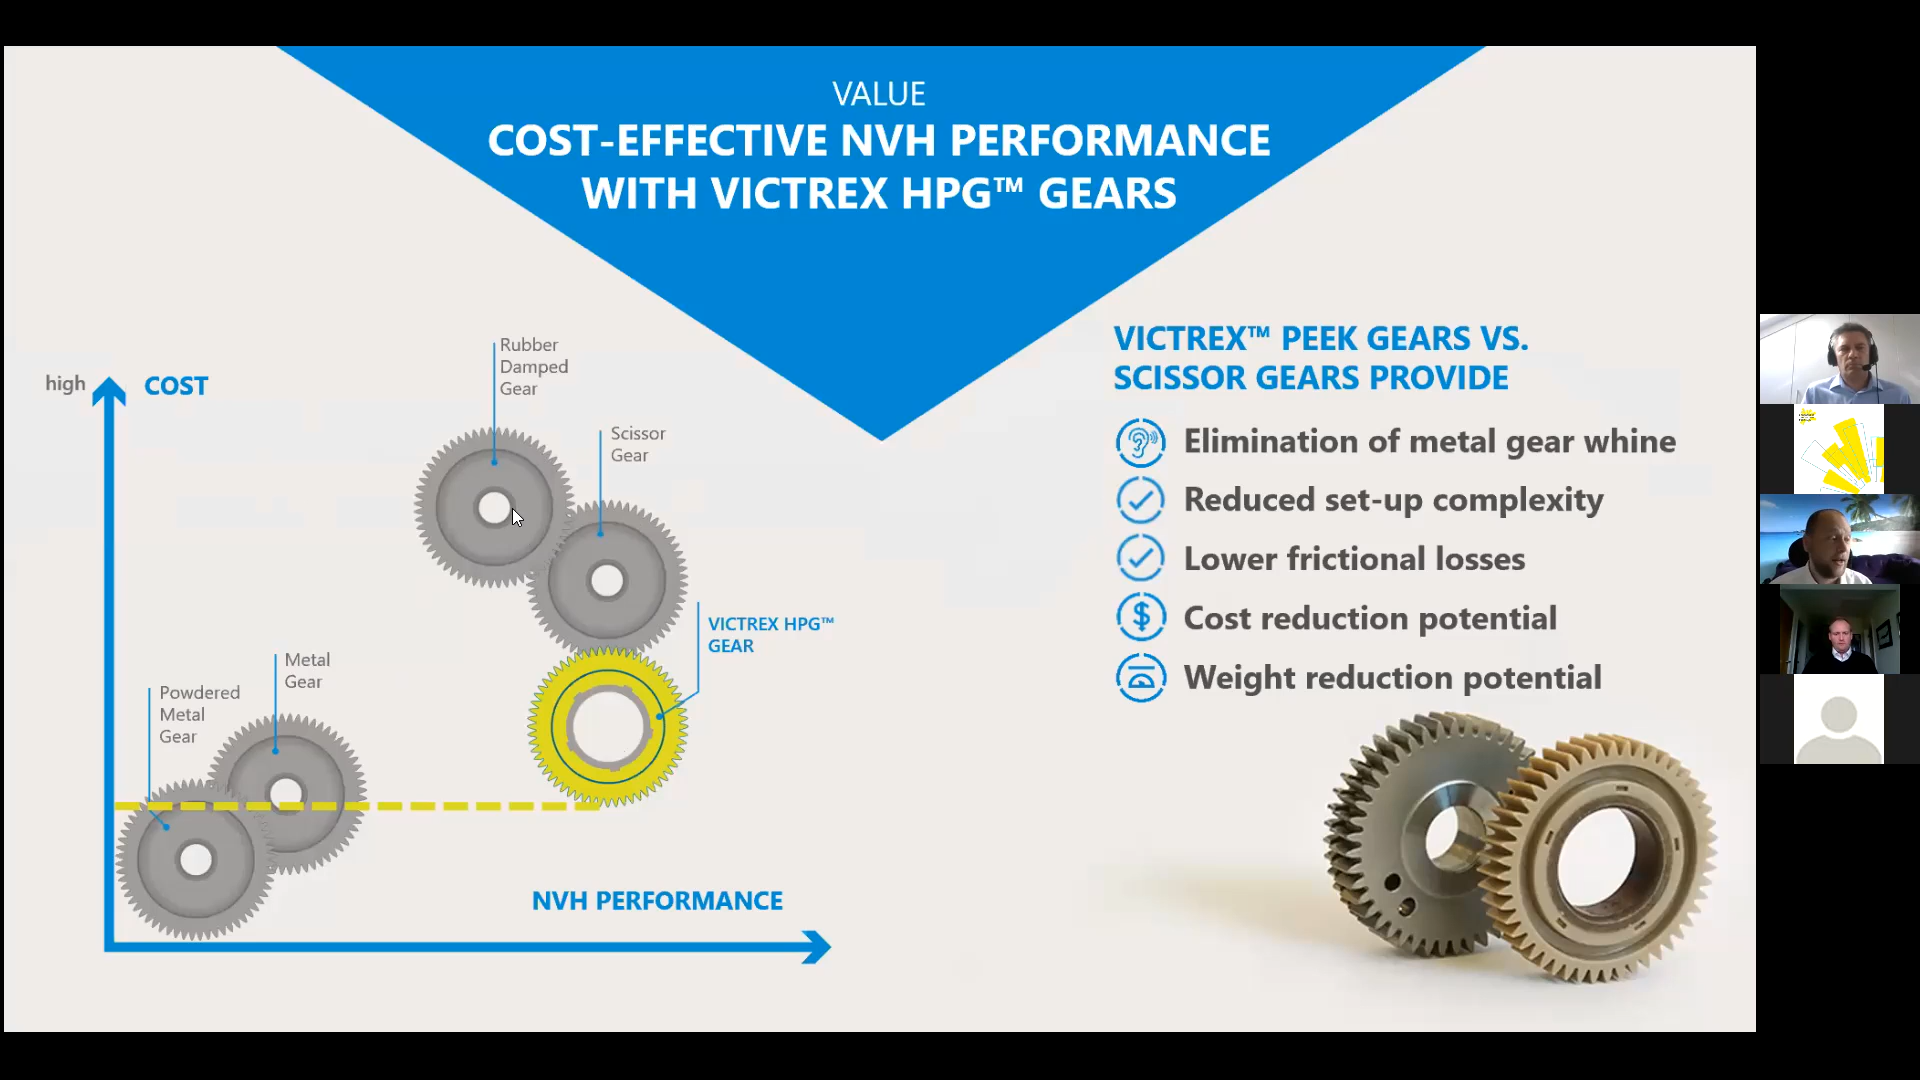 VALUE
COST-EFFECTIVE NVH PERFORMANCE
WITH VICTREX HPG™ GEARS
high
COST
Rubber
Damped
Gear
Scissor
Gear
VICTREX HPG™
GEAR
Metal
Gear
Powdered
Metal
Gear
NVH PERFORMANCE
VICTREX™ PEEK GEARS VS.
SCISSOR GEARS PROVIDE
Elimination of metal gear whine
Reduced set-up complexity
Lower frictional losses
Cost reduction potential
Weight reduction potential